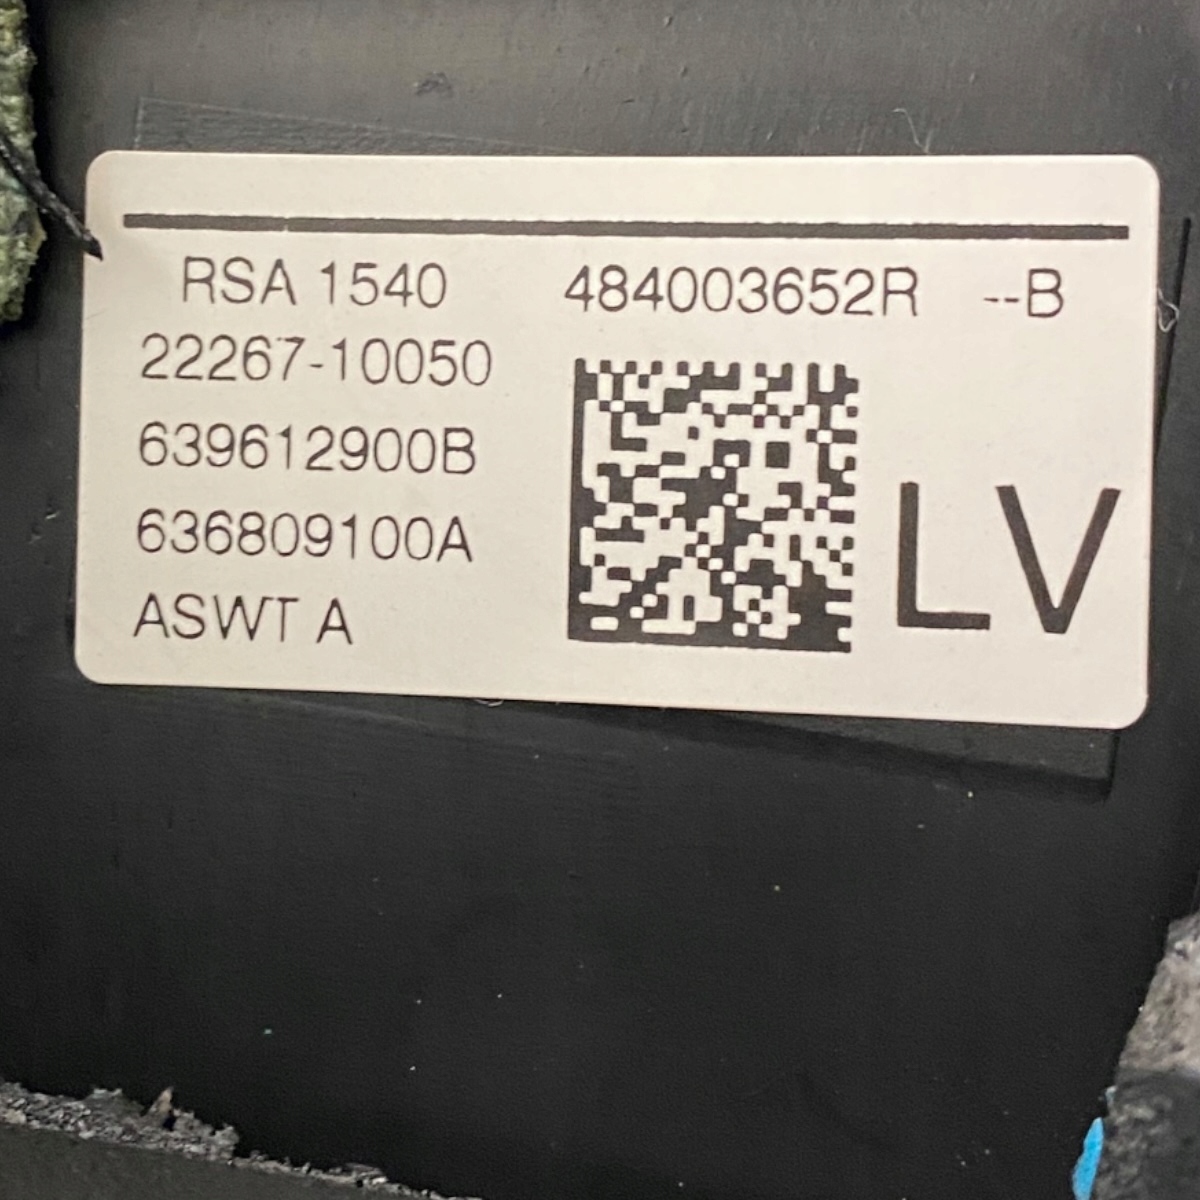 RSA 1540 484003652R --B
22267-10050
639612900B
636809100A
ASWT A
LV